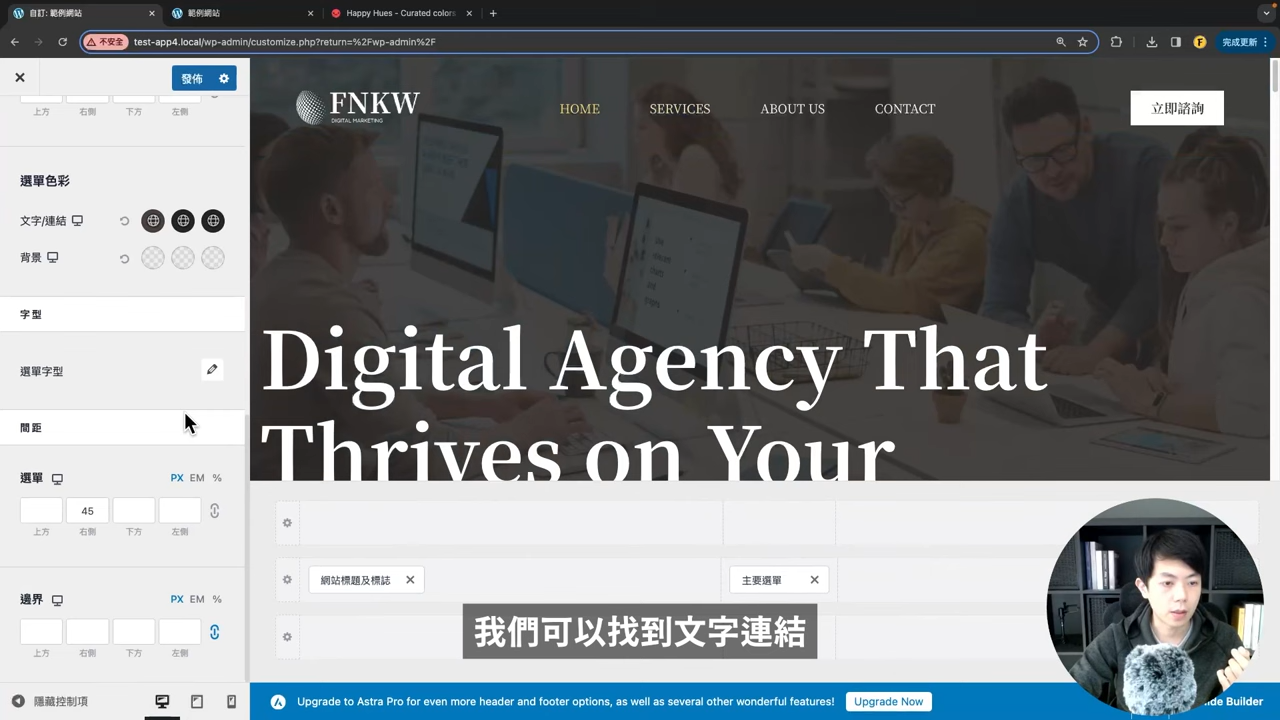 自訂: 範例網站
範例網站
Happy Hues - Curated colors
不安全
test-app4.local/wp-admin/customize.php?return=%2Fwp-admin%2F
完成更新
發佈
上方 右側 下方 左側
選單色彩
文字/連結
背景
字型
選單字型
間距
選單 PX EM %
45
上方 右側 下方 左側
邊界 PX EM %
上方 右側 下方 左側
隱藏控制項
FNKW
DIGITAL MARKETING
HOME SERVICES ABOUT US CONTACT
立即諮詢
Digital Agency That
Thrives on Your
網站標題及標誌
主要選單
我們可以找到文字連結
Upgrade to Astra Pro for even more header and footer options, as well as several other wonderful features! Upgrade Now
Builder